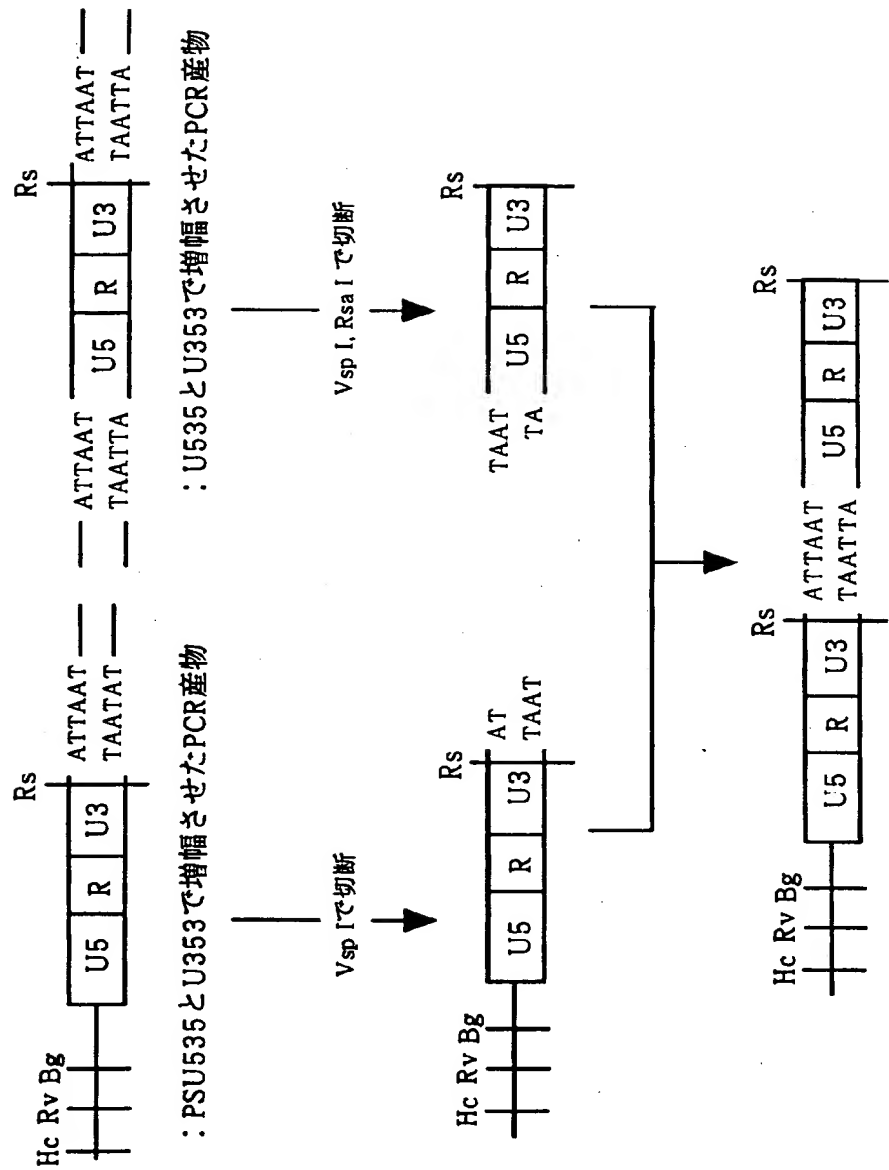 Hc Rv Bg
Rs
U5 R U3
ATTAAT
TAATAT
:PSU535とU353で増幅させたPCR産物
ATTAAT
TAATTA
Rs
U5 R U3
ATTAAT
TAATTA
:U535とU353で増幅させたPCR産物
Vsp Iで切断
Vsp I, Rsa I で切断
Hc Rv Bg
Rs
U5 R U3
AT
TAAT
TAAT
TA
Rs
U5 R U3
Hc Rv Bg
Rs
U5 R U3
ATTAAT
TAATTA
Rs
U5 R U3